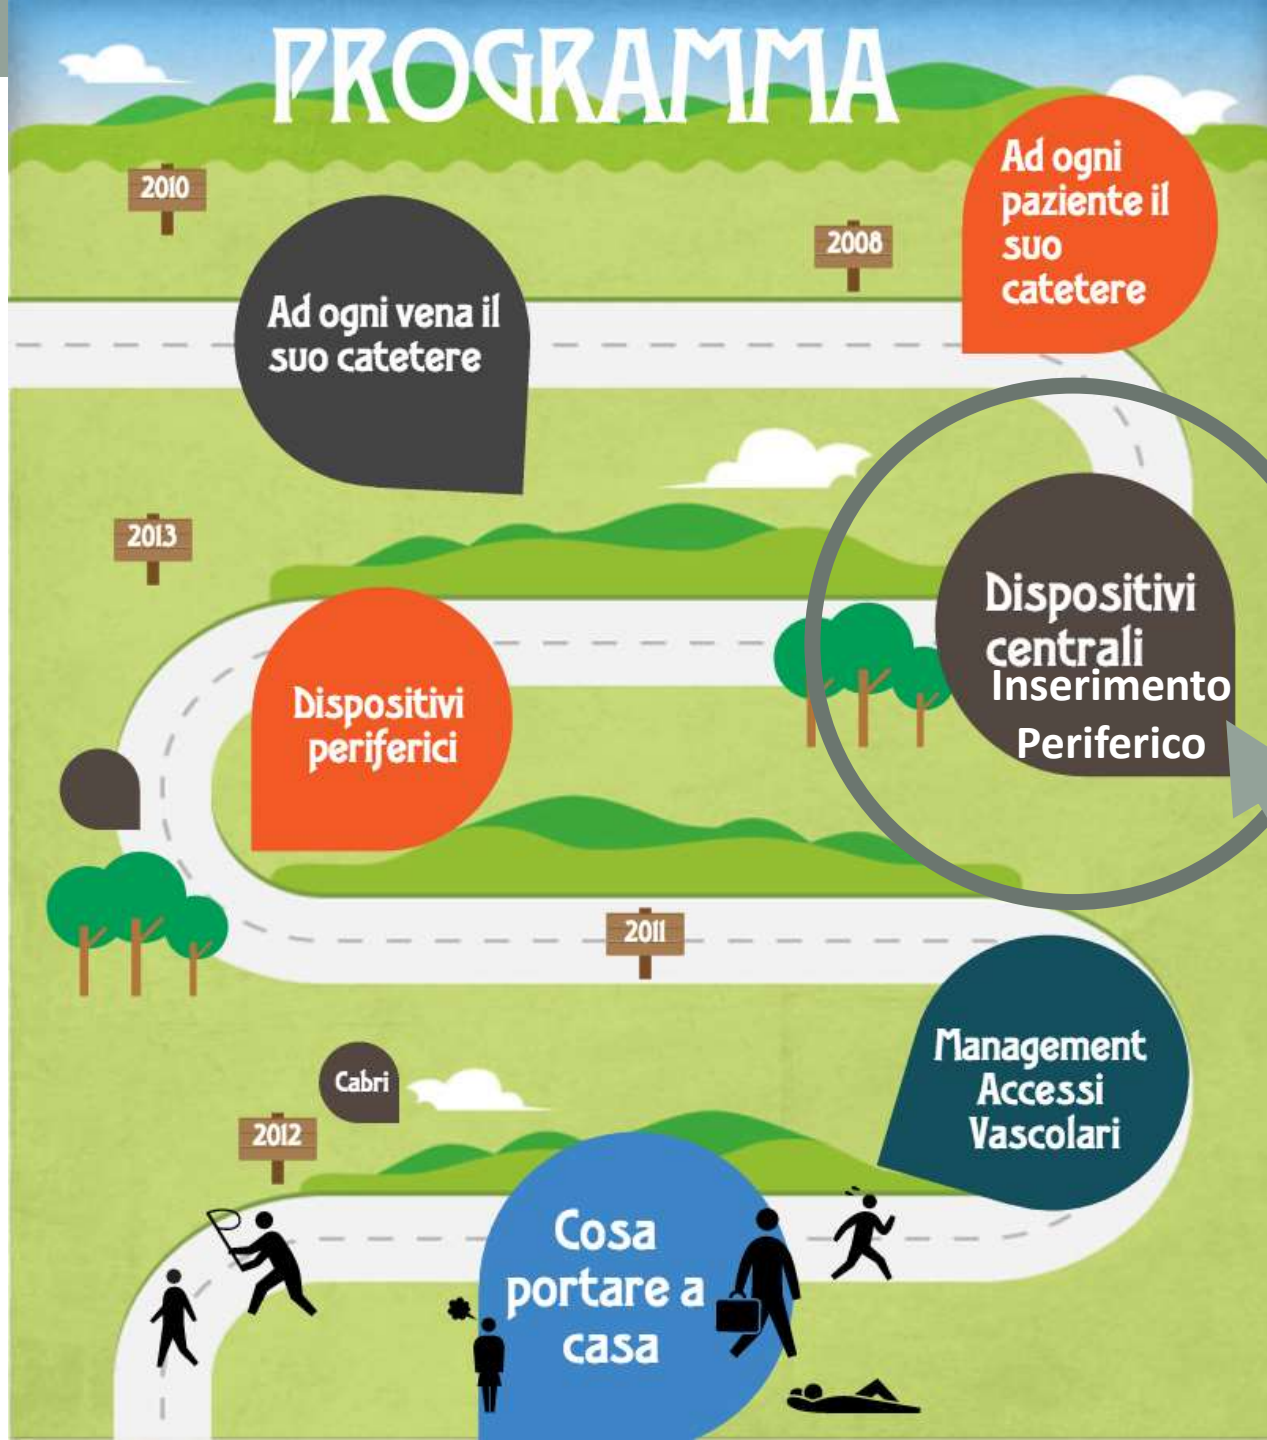 PROGRAMMA
2010
2008
Ad ogni
paziente il
suo
catetere
Ad ogni vena il
suo catetere
2013
Dispositivi
centrali
Inserimento
Periferico
Dispositivi
periferici
2011
Management
Accessi
Vascolari
Cabri
2012
Cosa
portare a
casa